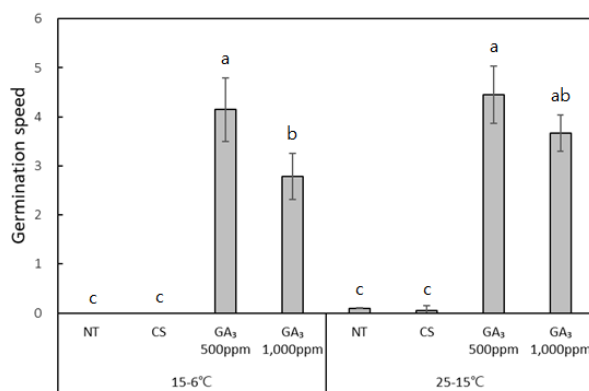 Germination speed
6
5
4
3
2
1
0
c
c
a
b
c
c
a
ab
NT
CS
GA₃
500ppm
GA₃
1,000ppm
NT
CS
GA₃
500ppm
GA₃
1,000ppm
15-6℃
25-15℃